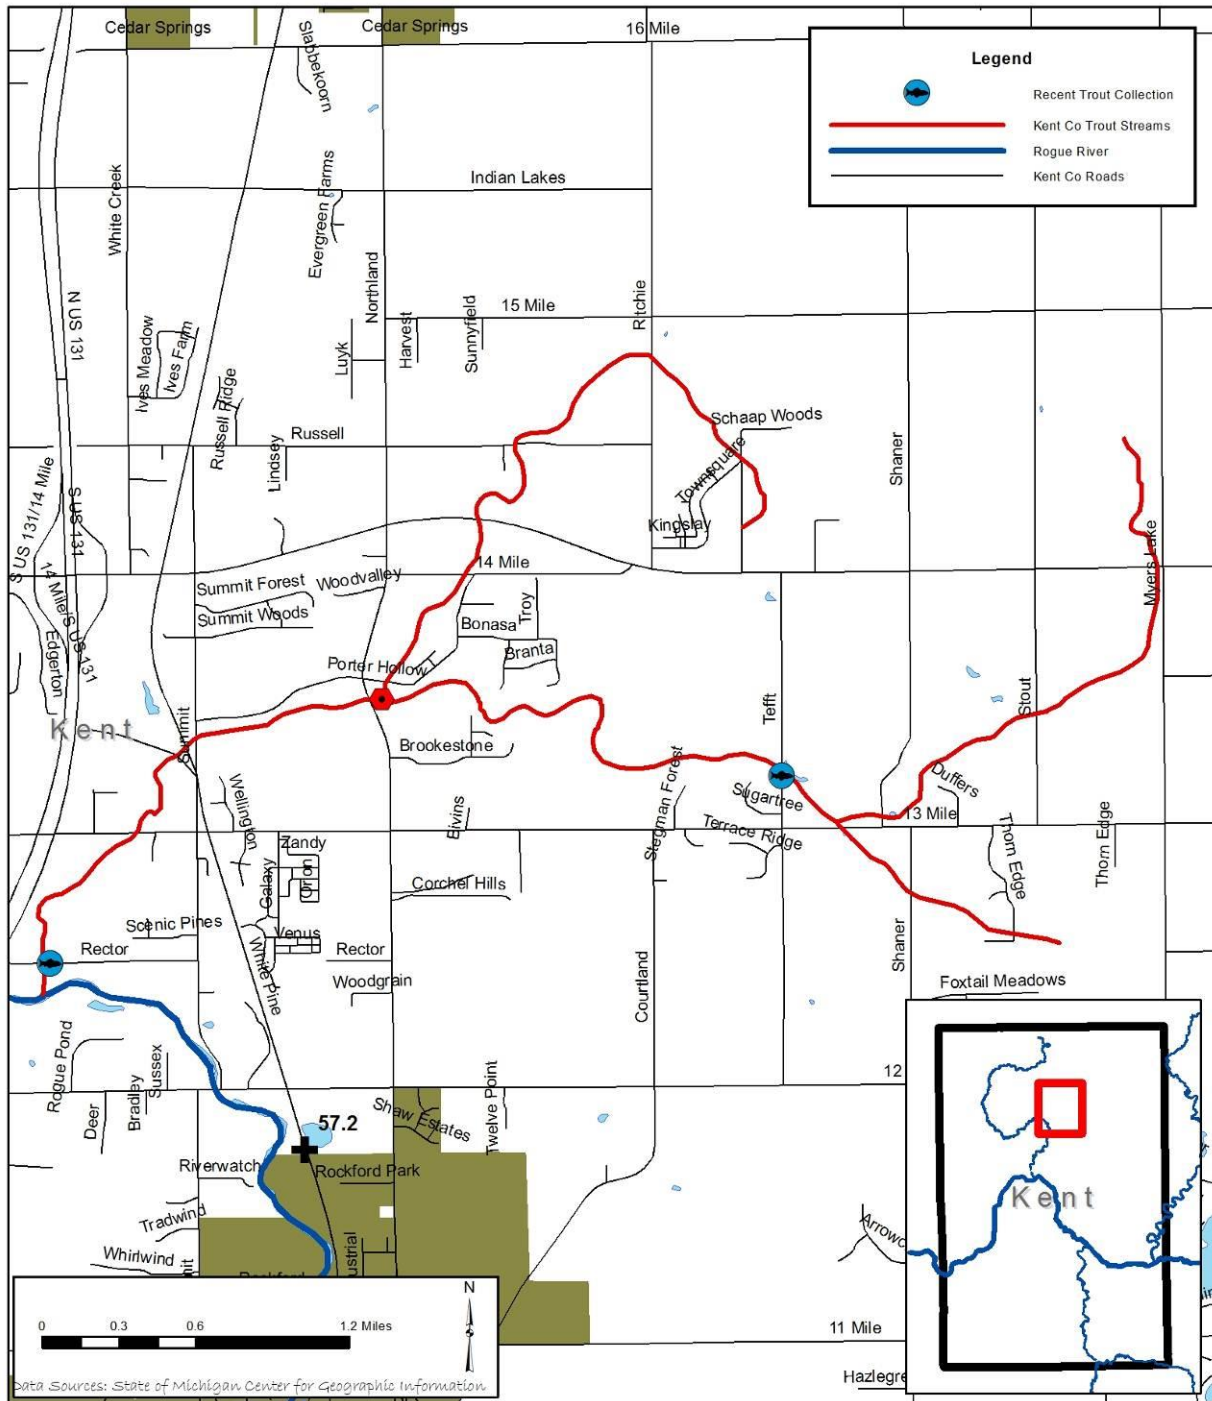 Cedar Springs
Cedar Springs
16 Mile
Slabbekoorn
Legend
Recent Trout Collection
Kent Co Trout Streams
Rogue River
Kent Co Roads
White Creek
Evergreen Farms
Indian Lakes
Northland
N US 131
15 Mile
Ritchie
Ives Meadow
Ives Farm
Luyk
Harvest
Sunnyfield
Russell Ridge
Russell
Lindsey
Schaap Woods
Townsquare
Shaner
S US 131/14 Mile
S US 131
Kingslay
14 Mile/S US 131
14 Mile
Summit Forest
Woodvalley
Summit Woods
Bonasa
Troy
Branta
Myers Lake
Edgerton
Porter Hollow
Kent
Summit
Brookestone
Tefft
Stout
Wellington
Stegman Forest
Sugartree
Duffers
13 Mile
Zandy
Galaxy
Orion
Eivins
Terrace Ridge
Thorn Edge
Thorn Edge
Corchel Hills
Scenic Pines
Venus
Rector
White Pine
Rector
Woodgrain
Courtland
Shaner
Foxtail Meadows
Rogue Pond
Sussex
Bradley
Deer
12
57.2
Shaw Estates
Twelve Point
Riverwatch
Rockford Park
Tradwind
Whirlwind
Kent
11 Mile
N
0 0.3 0.6 1.2 Miles
Data Sources: State of Michigan Center for Geographic Information